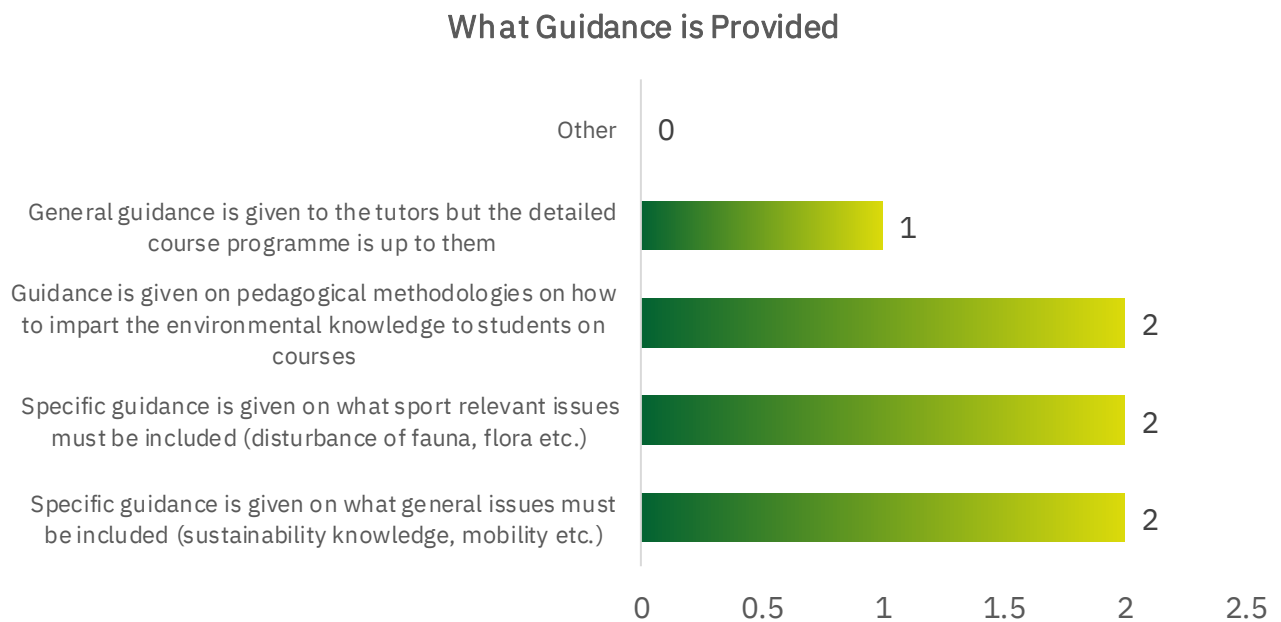 What Guidance is Provided
Other
0
General guidance is given to the tutors but the detailed
course programme is up to them
1
Guidance is given on pedagogical methodologies on how
to impart the environmental knowledge to students on
courses
2
Specific guidance is given on what sport relevant issues
must be included (disturbance of fauna, flora etc.)
2
Specific guidance is given on what general issues must
be included (sustainability knowledge, mobility etc.)
2
0 0.5 1 1.5 2 2.5